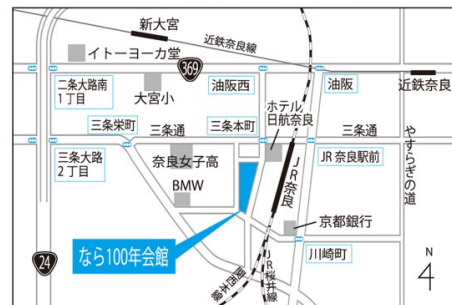 新大宮
近鉄奈良線
イトーヨーカ堂
369
二条大路南
1丁目
大宮小
油阪西
油阪
近鉄奈良
ホテル
日航奈良
三条栄町
三条通
三条本町
三条通
三条大路
2丁目
奈良女子高
BMW
JR奈良
JR奈良駅前
やすらぎの道
京都銀行
なら100年会館
24
川崎町
関西本線
JR桜井線
N
4